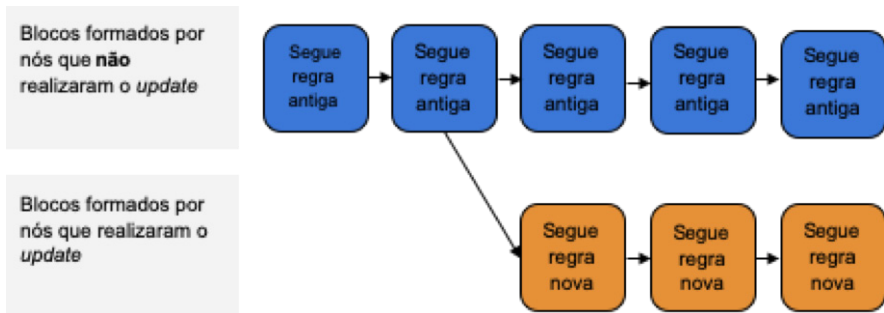 Blocos formados por
nós que não
realizaram o update
Segue
regra
antiga
Segue
regra
antiga
Segue
regra
antiga
Segue
regra
antiga
Segue
regra
antiga
Blocos formados por
nós que realizaram o
update
Segue
regra
nova
Segue
regra
nova
Segue
regra
nova